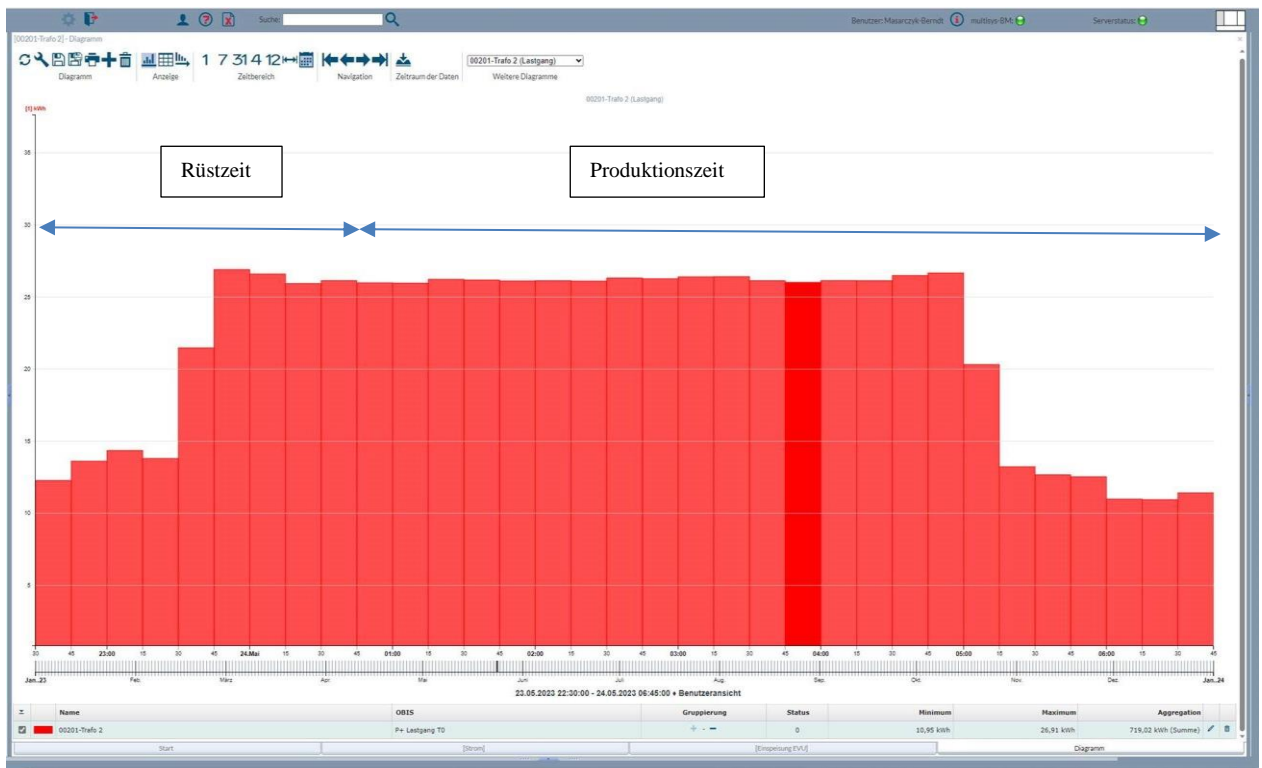 Suche:
Benutzer: Masarczyk-Berndt
multisys-BM:
Serverstatus:
[00201-Trafo 2] - Diagramm
1 7 31 4 12
00201-Trafo 2 (Lastgang)
Diagramm Anzeige Zeitbereich Navigation Zeitraum der Daten Weitere Diagramme
00201-Trafo 2 (Lastgang)
[1] kWh
35
Rüstzeit
Produktionszeit
30
25
20
15
10
5
30 45 23:00 15 30 45 24.Mai 15 30 45 01:00 15 30 45 02:00 15 30 45 03:00 15 30 45 04:00 15 30 45 05:00 15 30 45 06:00 15 30 45
Jan..23 Feb. März. Apr. Mai Juni Juli Aug. Sep. Okt. Nov. Dez. Jan..24
23.05.2023 22:30:00 - 24.05.2023 06:45:00 ♦ Benutzeransicht
Σ Name OBIS Gruppierung Status Minimum Maximum Aggregation
00201-Trafo 2 P+ Lastgang T0 + - − 0 10,95 kWh 26,91 kWh 719,02 kWh (Summe)
Start [Strom] [Einspeisung EVU] Diagramm